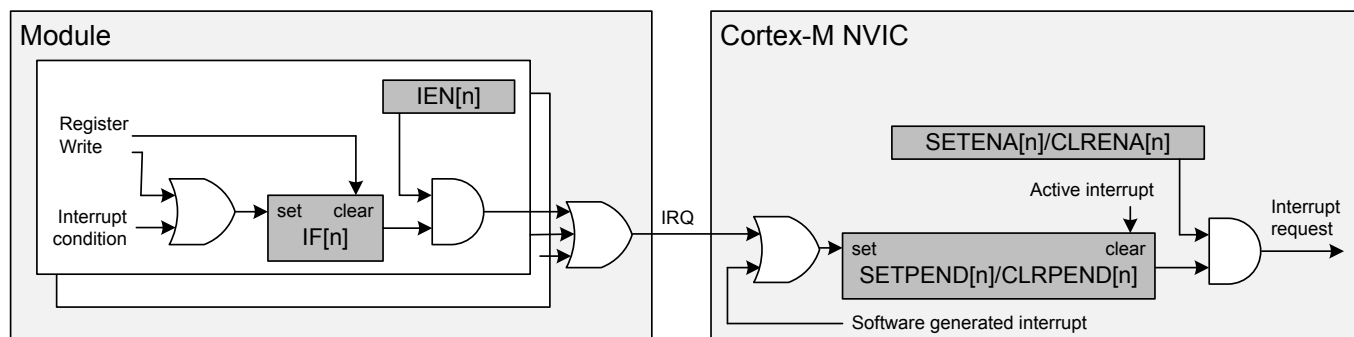 Module
IEN[n]
Register
Write
Interrupt
condition
set clear
IF[n]
IRQ
Cortex-M NVIC
SETENA[n]/CLRENA[n]
Active interrupt
set clear
SETPEND[n]/CLRPEND[n]
Software generated interrupt
Interrupt
request